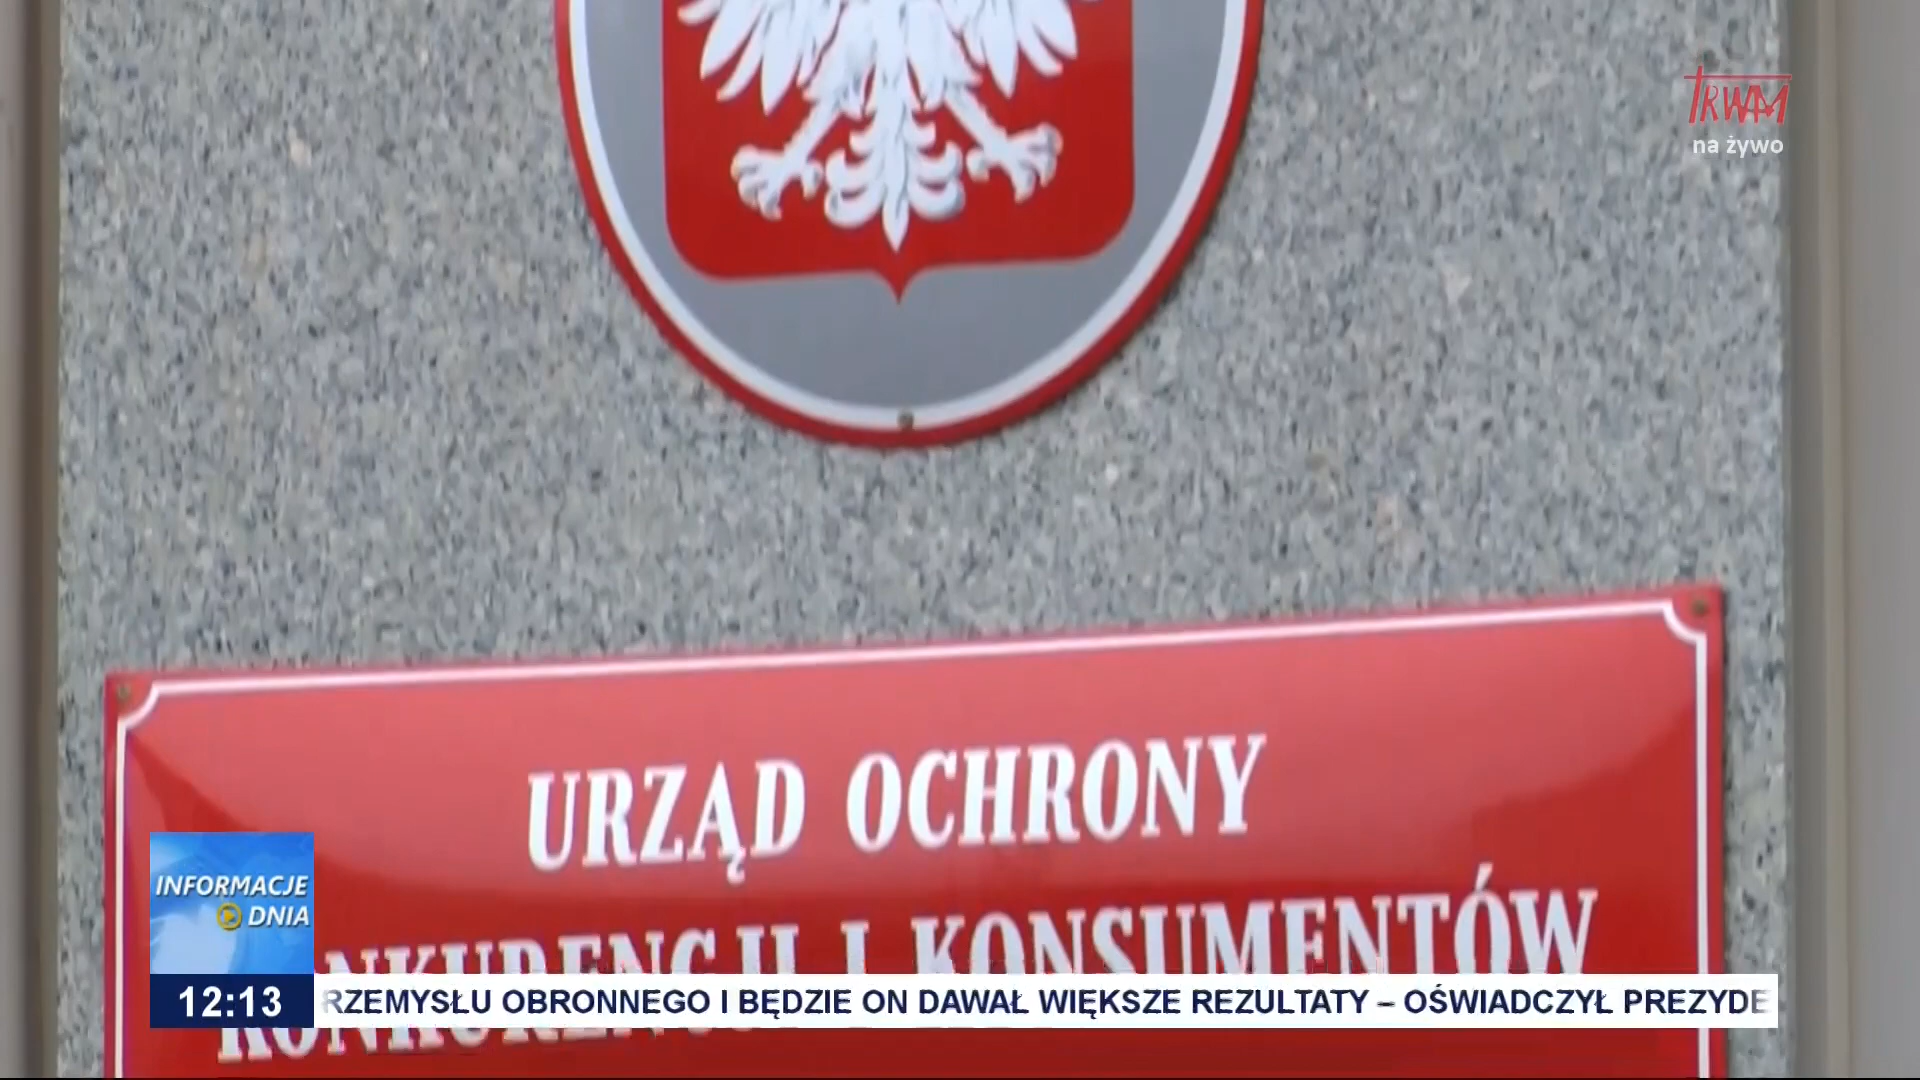 TRWAM
na żywo
URZĄD OCHRONY
KONKURENCJI I KONSUMENTÓW
INFORMACJE
DNIA
12:13
RZEMYSŁU OBRONNEGO I BĘDZIE ON DAWAŁ WIĘKSZE REZULTATY – OŚWIADCZYŁ PREZYDE